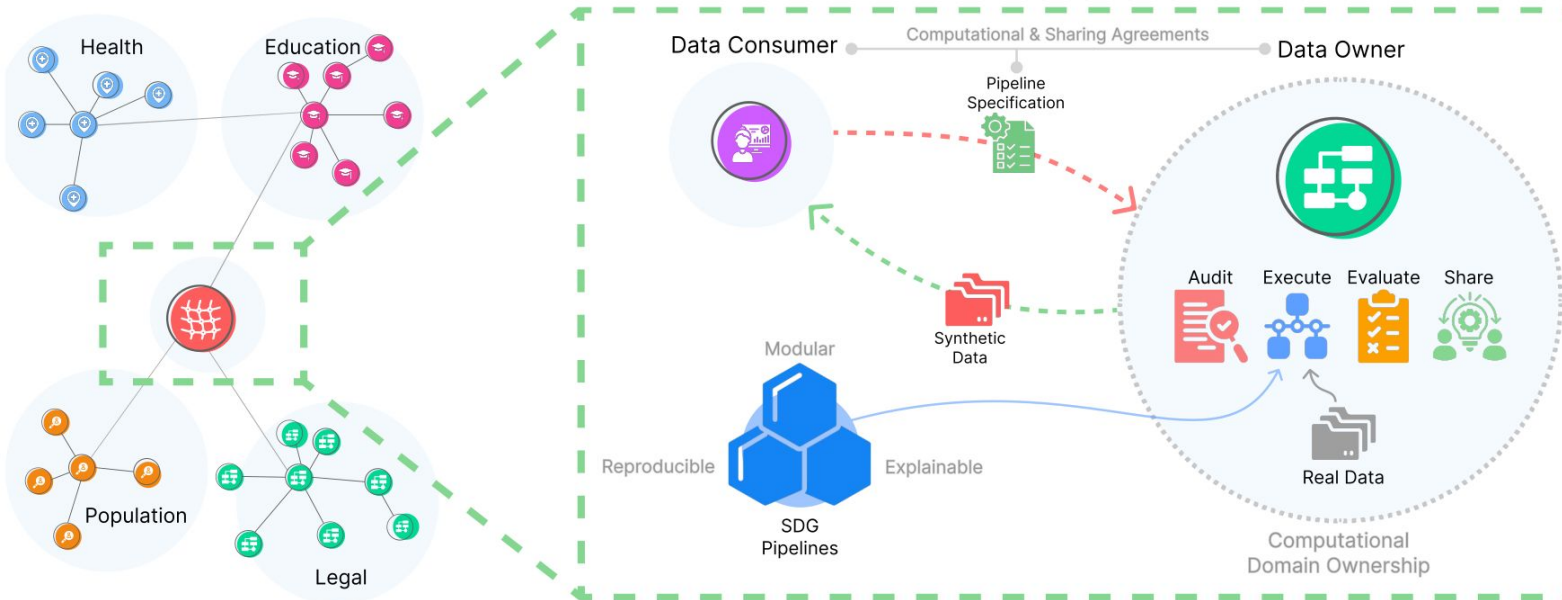 Health
Education
Population
Legal
Data Consumer
Computational & Sharing Agreements
Data Owner
Pipeline
Specification
Audit
Execute
Evaluate
Share
Synthetic
Data
Modular
Reproducible
Explainable
SDG
Pipelines
Real Data
Computational
Domain Ownership